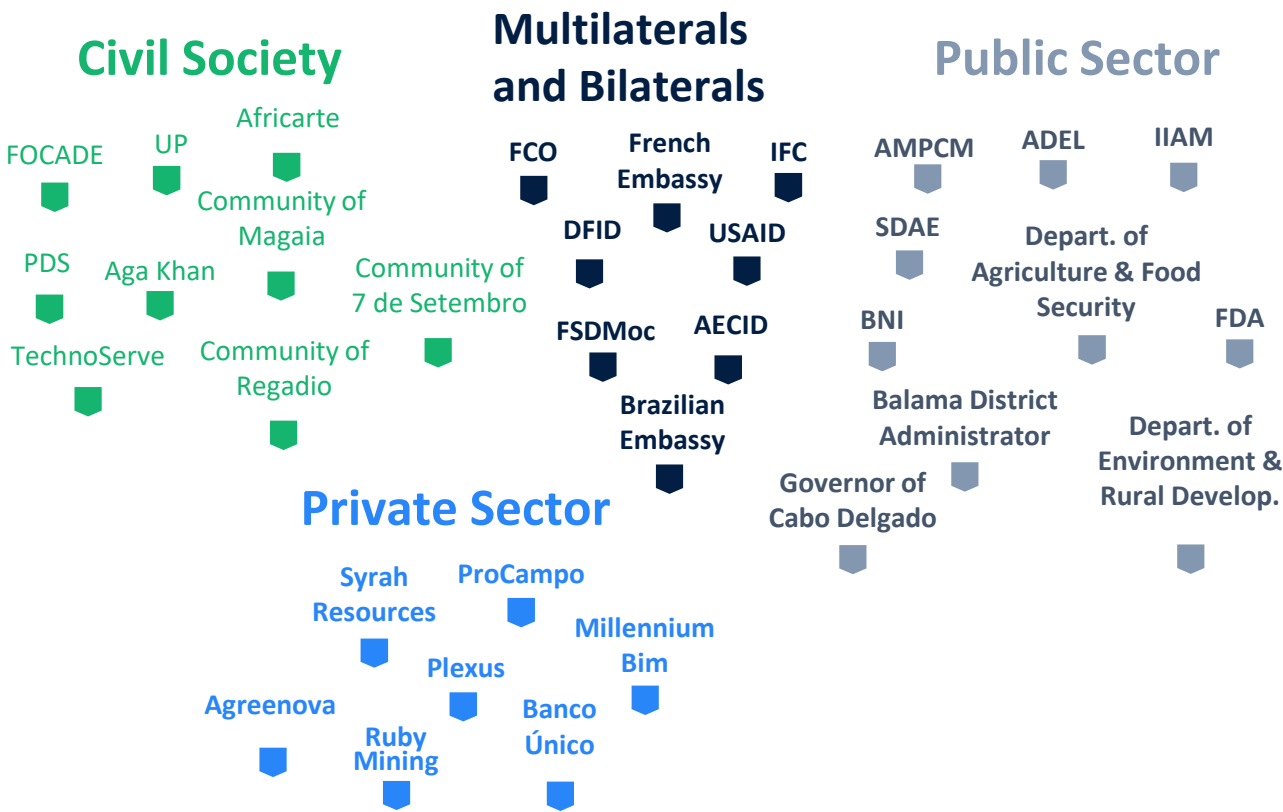 Civil Society
Africarte
UP
FOCADE
Community of
Magaia
PDS
Aga Khan
Community of
7 de Setembro
TechnoServe
Community of
Regadio
Multilaterals
and Bilaterals
FCO
French
Embassy
IFC
DFID
USAID
FSDMoc
AECID
Brazilian
Embassy
Public Sector
AMPCM
ADEL
IIAM
SDAE
Depart. of
Agriculture & Food
Security
BNI
FDA
Balama District
Administrator
Depart. of
Environment &
Rural Develop.
Governor of
Cabo Delgado
Private Sector
Syrah
Resources
ProCampo
Millennium
Bim
Plexus
Agreenova
Ruby
Mining
Banco
Único